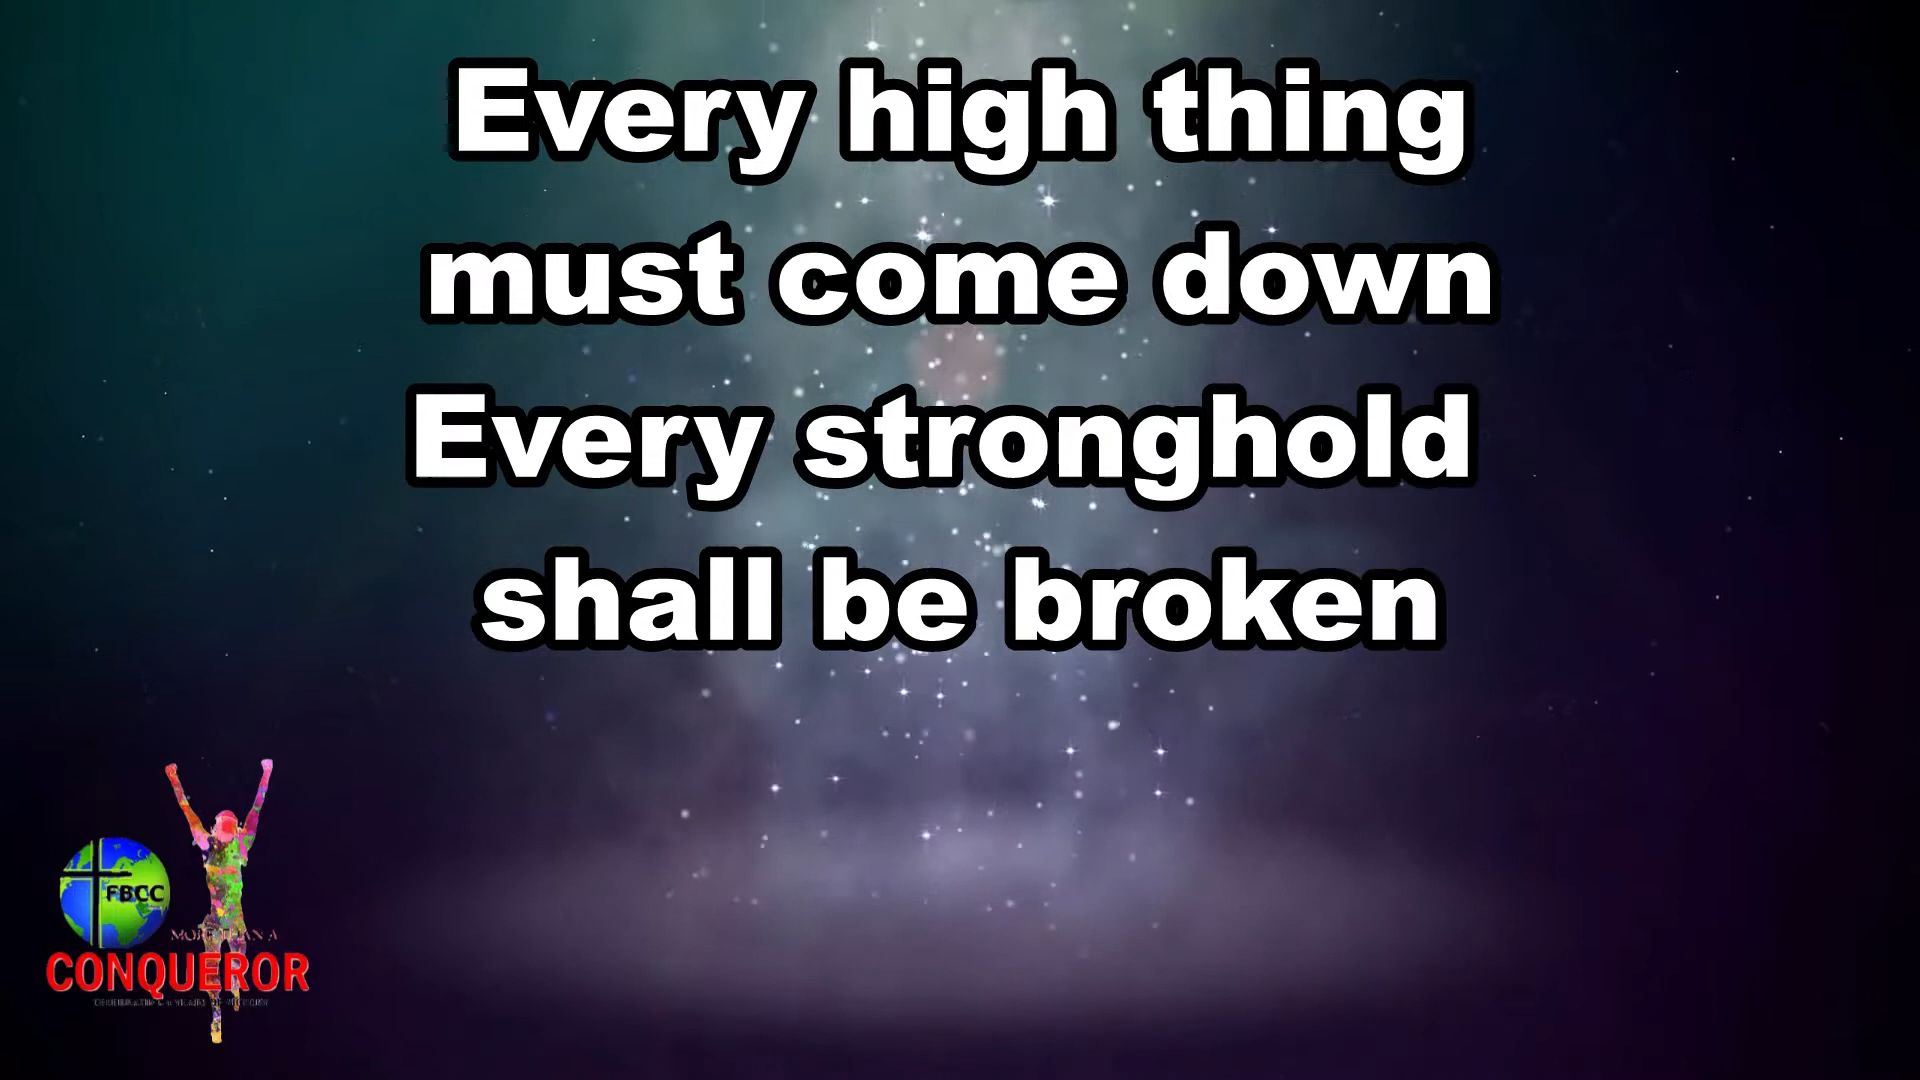 Every high thing
must come down
Every stronghold
shall be broken
FBCC
MORE THAN A
CONQUEROR